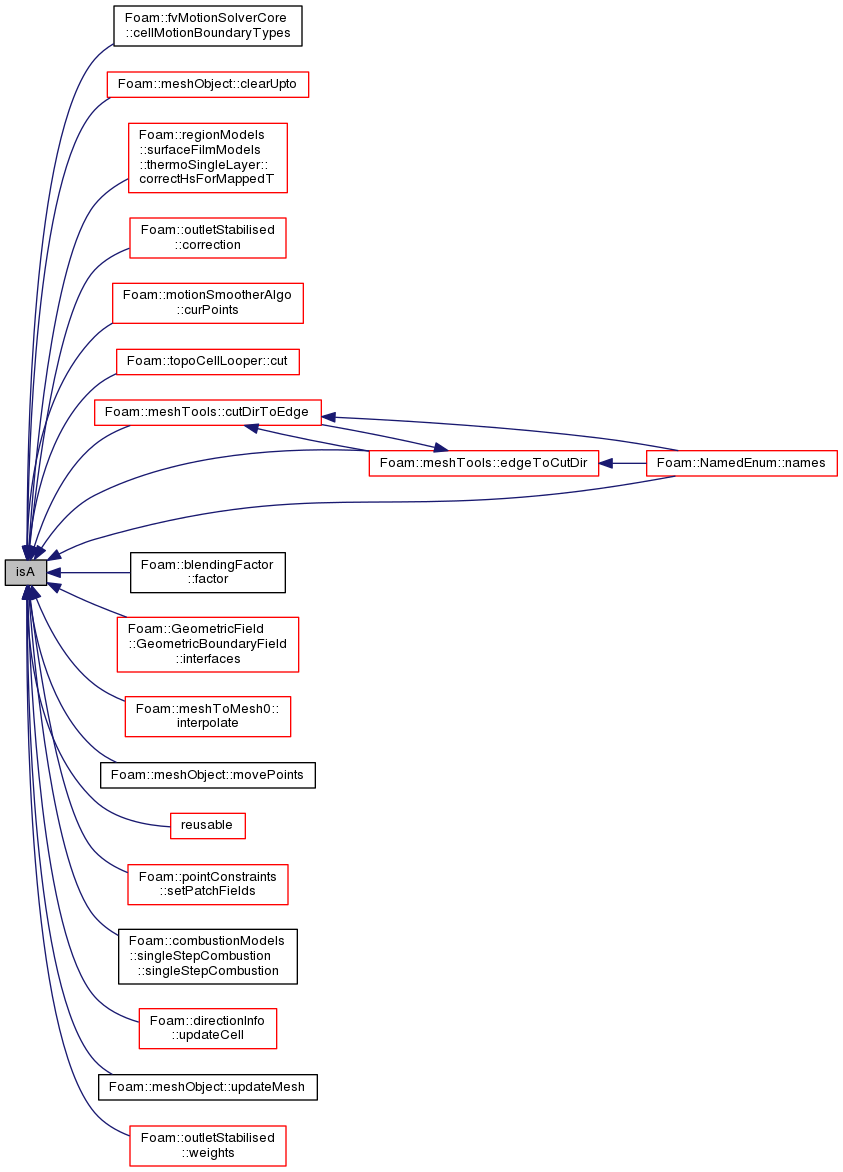 Foam::fvMotionSolverCore
::cellMotionBoundaryTypes
Foam::meshObject::clearUpto
Foam::regionModels
::surfaceFilmModels
::thermoSingleLayer::
correctHsForMappedT
Foam::outletStabilised
::correction
Foam::motionSmootherAlgo
::curPoints
Foam::topoCellLooper::cut
Foam::meshTools::cutDirToEdge
Foam::meshTools::edgeToCutDir
Foam::NamedEnum::names
isA
Foam::blendingFactor
::factor
Foam::GeometricField
::GeometricBoundaryField
::interfaces
Foam::meshToMesh0::
interpolate
Foam::meshObject::movePoints
reusable
Foam::pointConstraints
::setPatchFields
Foam::combustionModels
::singleStepCombustion
::singleStepCombustion
Foam::directionInfo
::updateCell
Foam::meshObject::updateMesh
Foam::outletStabilised
::weights